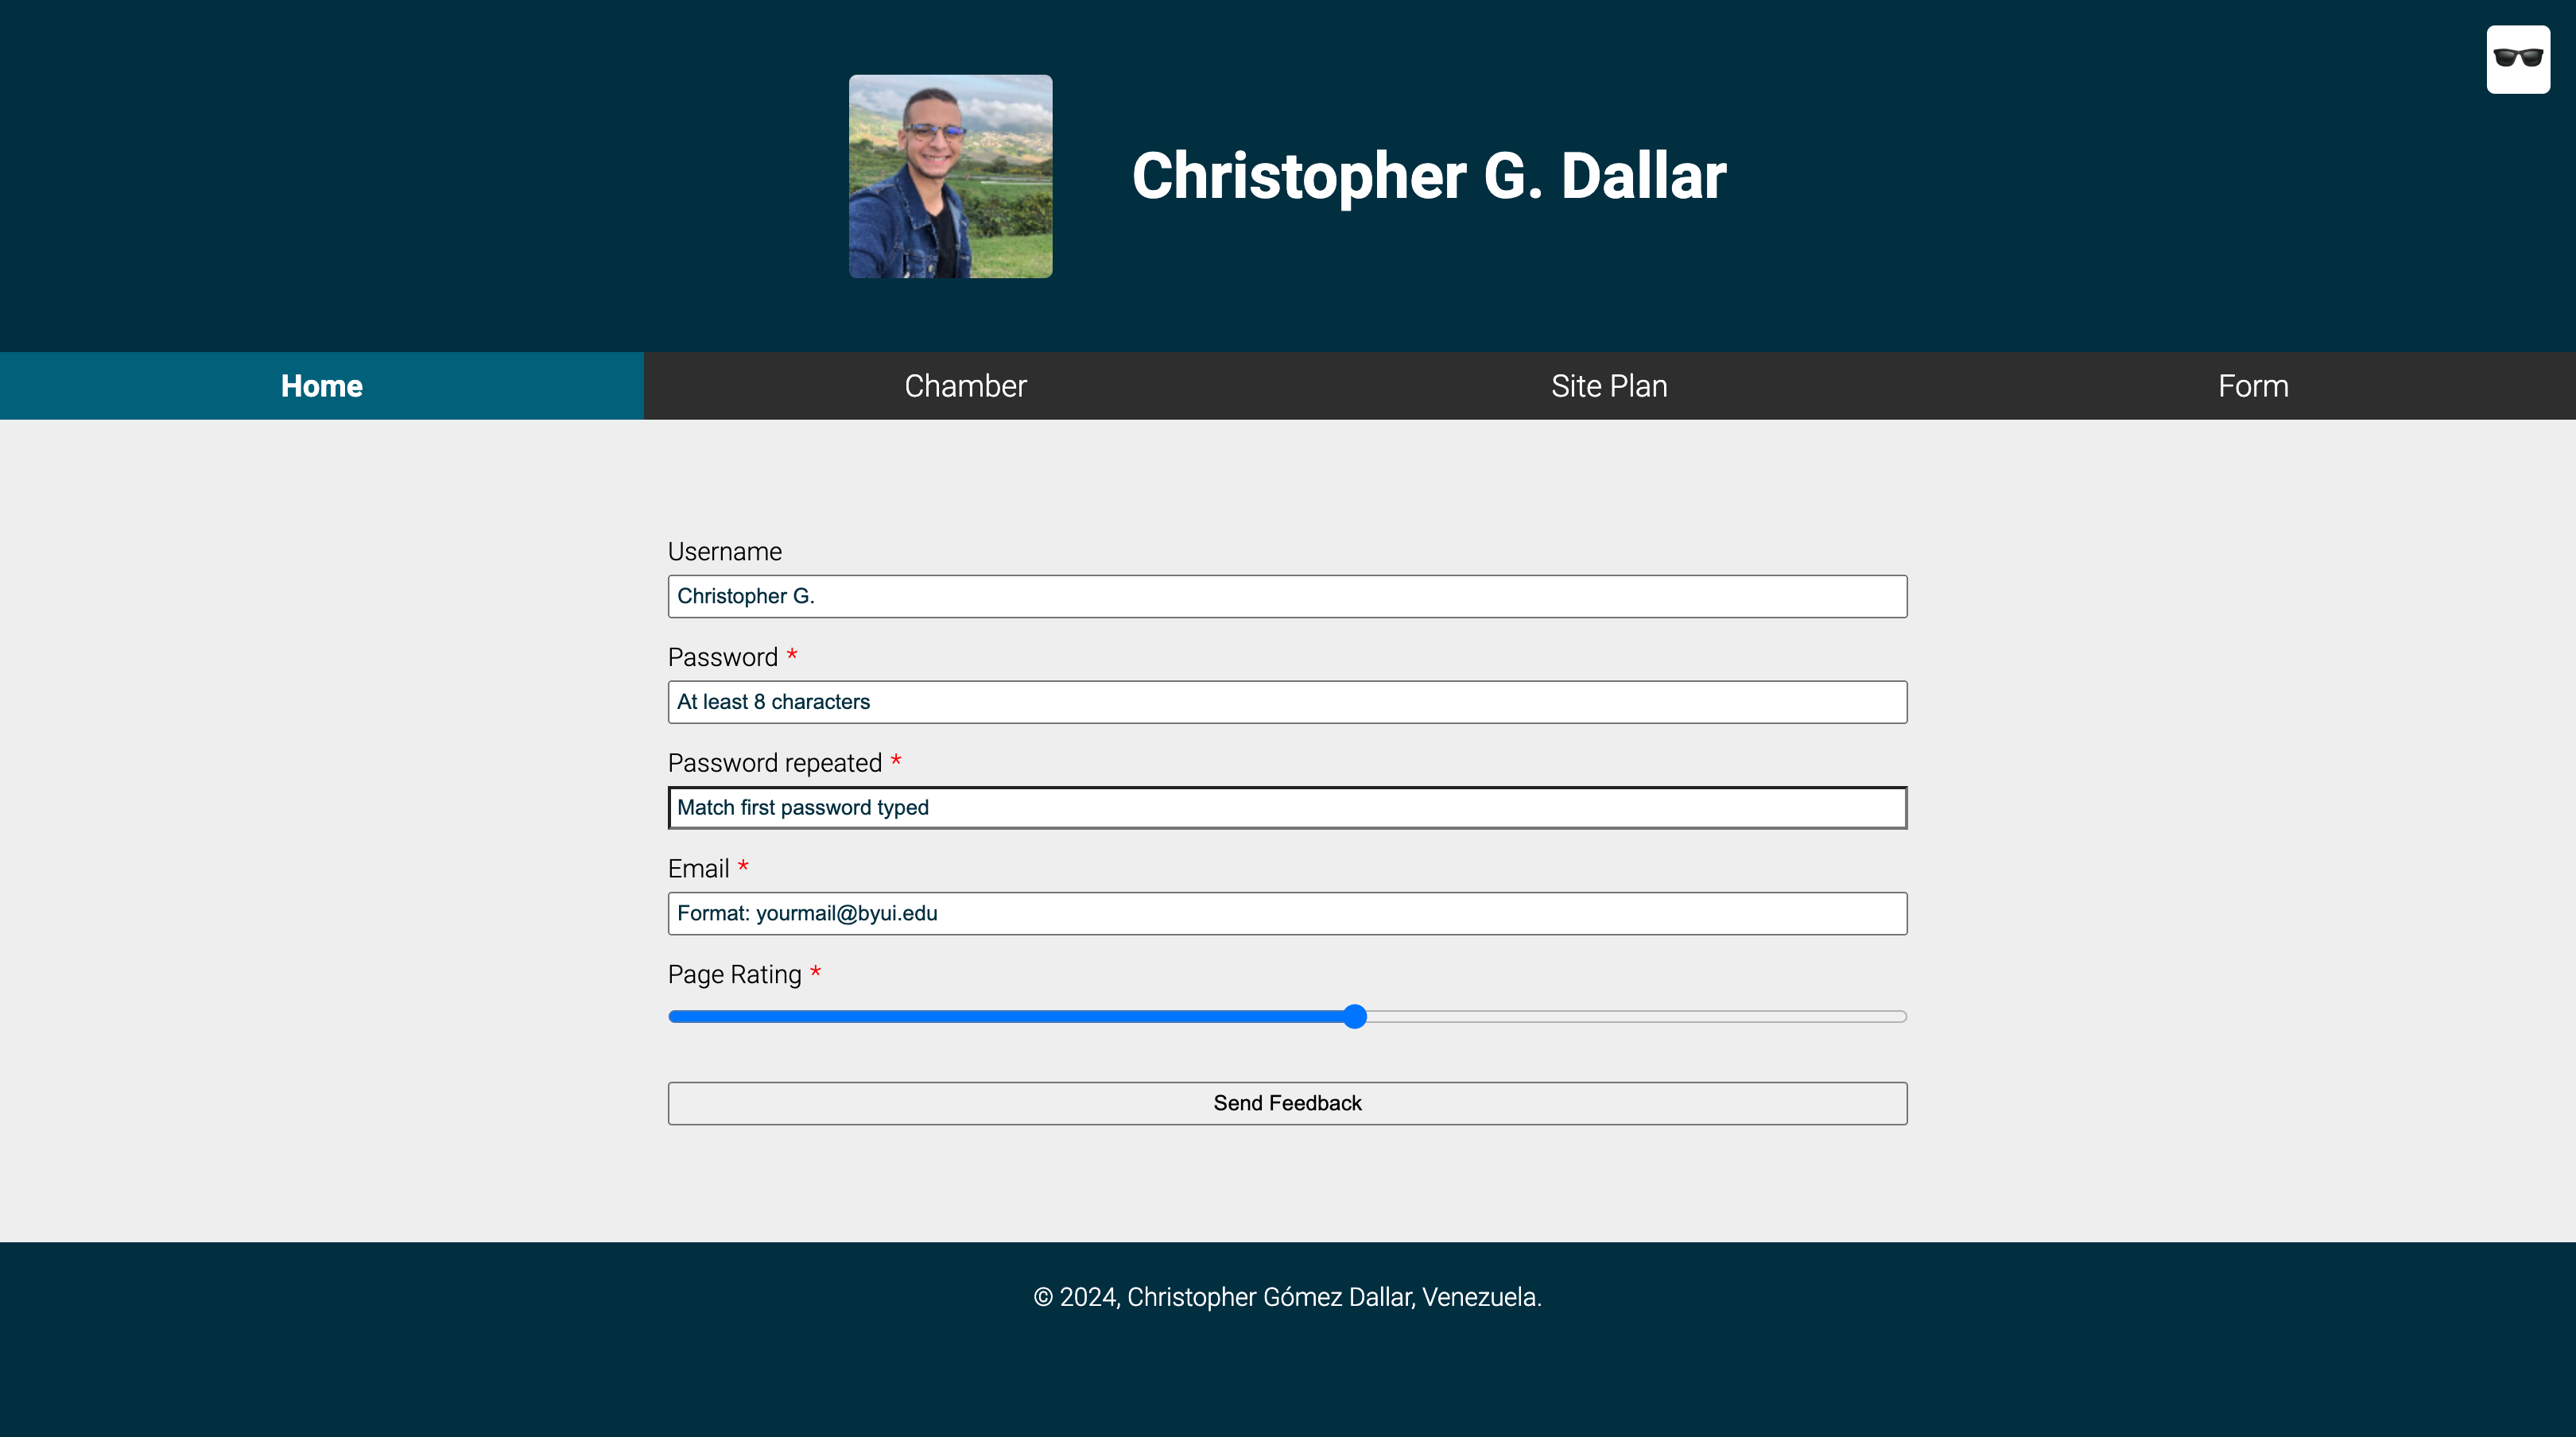 Christopher G. Dallar
Home
Chamber
Site Plan
Form
Username
Christopher G.
Password *
At least 8 characters
Password repeated *
Match first password typed
Email *
Format: yourmail@byui.edu
Page Rating *
Send Feedback
© 2024, Christopher Gómez Dallar, Venezuela.